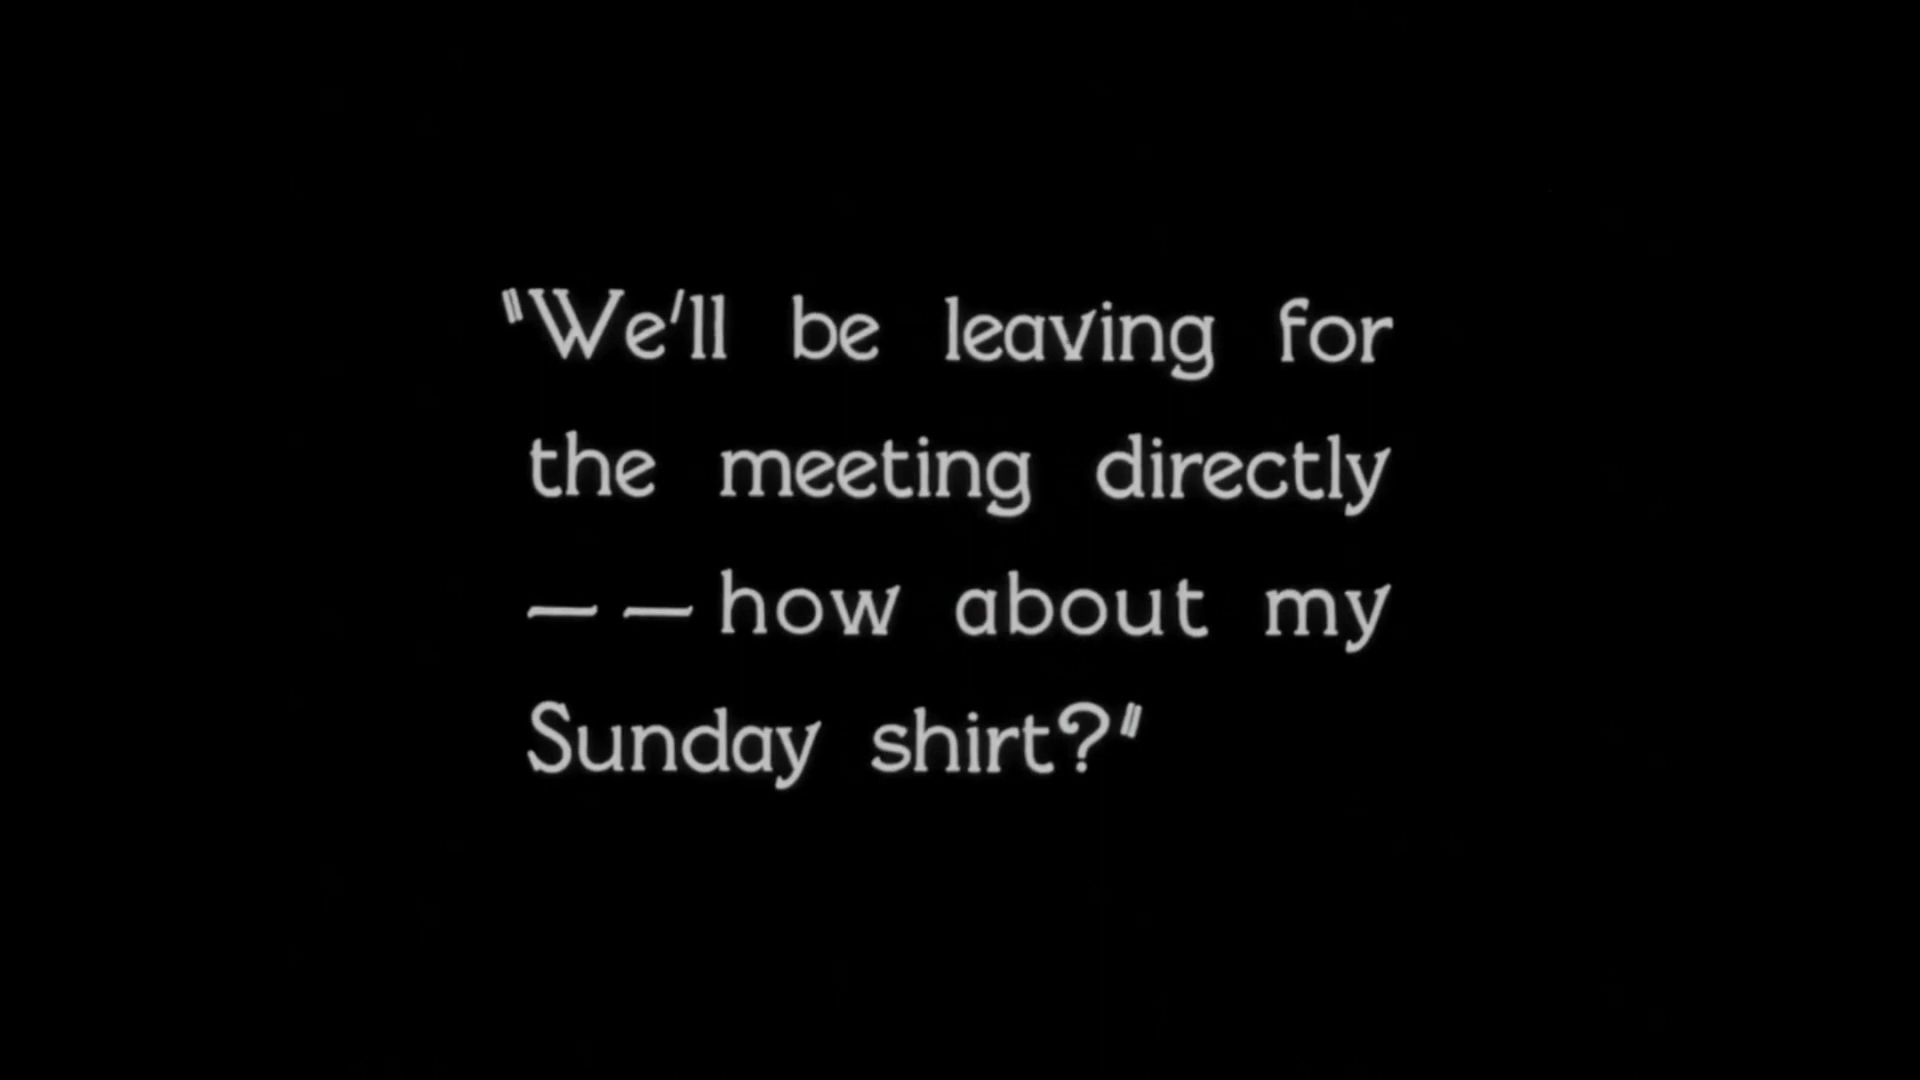 "We'll be leaving for
the meeting directly
— — how about my
Sunday shirt?"